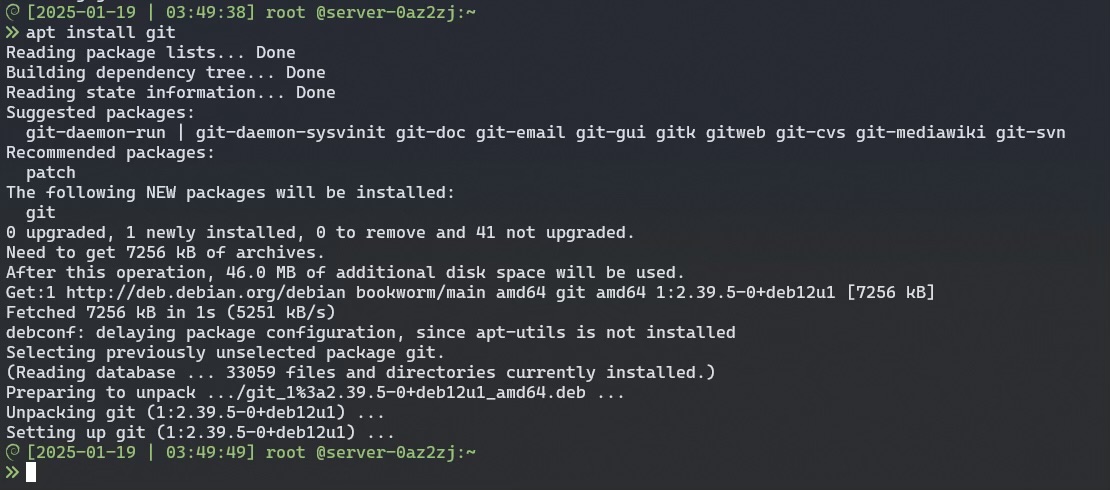 [2025-01-19 | 03:49:38] root @server-0az2zj:~
» apt install git
Reading package lists... Done
Building dependency tree... Done
Reading state information... Done
Suggested packages:
  git-daemon-run | git-daemon-sysvinit git-doc git-email git-gui gitk gitweb git-cvs git-mediawiki git-svn
Recommended packages:
  patch
The following NEW packages will be installed:
  git
0 upgraded, 1 newly installed, 0 to remove and 41 not upgraded.
Need to get 7256 kB of archives.
After this operation, 46.0 MB of additional disk space will be used.
Get:1 http://deb.debian.org/debian bookworm/main amd64 git amd64 1:2.39.5-0+deb12u1 [7256 kB]
Fetched 7256 kB in 1s (5251 kB/s)
debconf: delaying package configuration, since apt-utils is not installed
Selecting previously unselected package git.
(Reading database ... 33059 files and directories currently installed.)
Preparing to unpack .../git_1%3a2.39.5-0+deb12u1_amd64.deb ...
Unpacking git (1:2.39.5-0+deb12u1) ...
Setting up git (1:2.39.5-0+deb12u1) ...
[2025-01-19 | 03:49:49] root @server-0az2zj:~
»